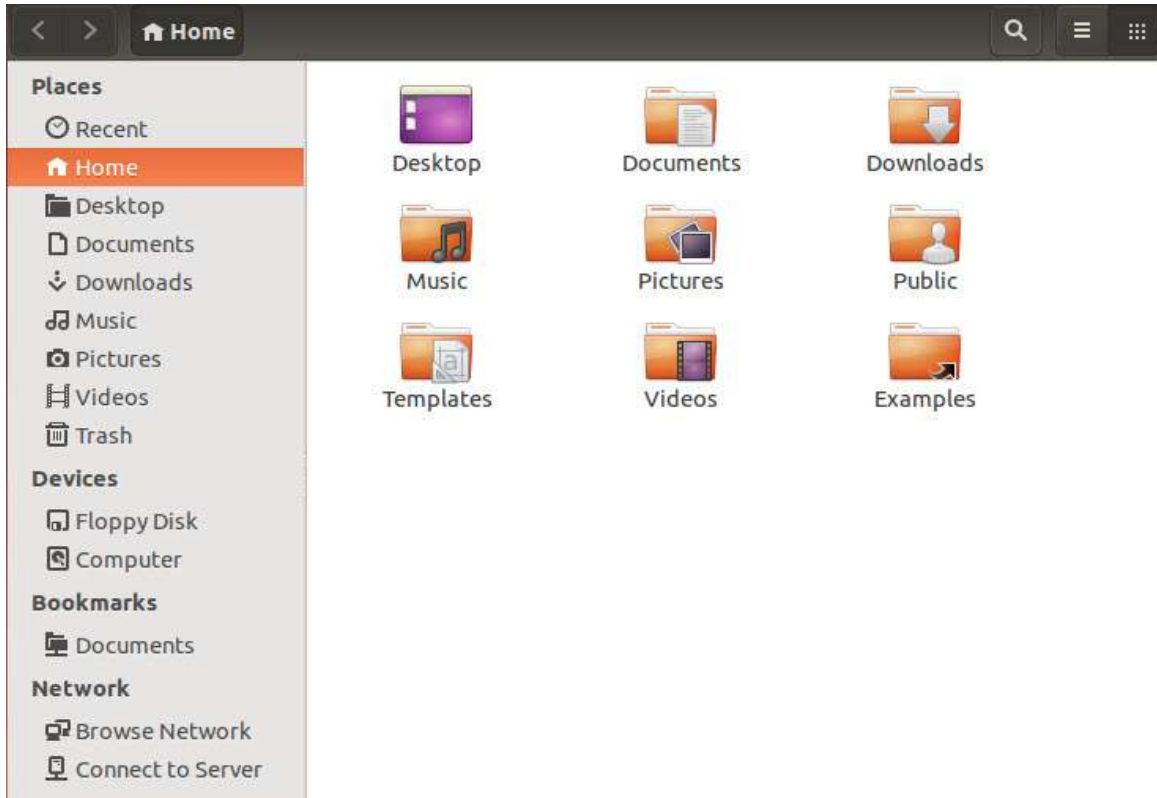 Home
Places
Recent
Home
Desktop
Documents
Downloads
Music
Pictures
Videos
Trash
Devices
Floppy Disk
Computer
Bookmarks
Documents
Network
Browse Network
Connect to Server
Desktop Documents Downloads
Music Pictures Public
Templates Videos Examples